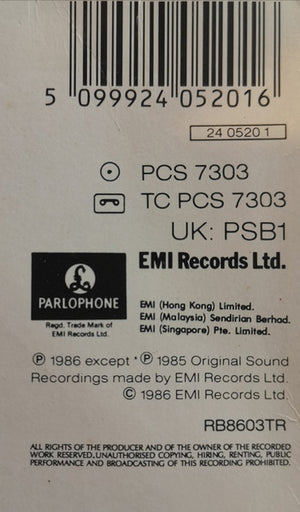 5 099924 052016
24 0520 1
PCS 7303
TC PCS 7303
UK: PSB1
£
PARLOPHONE
Regd. Trade Mark of
EMI Records Ltd.
EMI Records Ltd.
EMI (Hong Kong) Limited.
EMI (Malaysia) Sendirian Berhad.
EMI (Singapore) Pte. Limited.
℗ 1986 except * ℗ 1985 Original Sound
Recordings made by EMI Records Ltd.
© 1986 EMI Records Ltd.
RB8603TR
ALL RIGHTS OF THE PRODUCER AND OF THE OWNER OF THE RECORDED
WORK RESERVED. UNAUTHORISED COPYING, HIRING, RENTING, PUBLIC
PERFORMANCE AND BROADCASTING OF THIS RECORDING PROHIBITED.